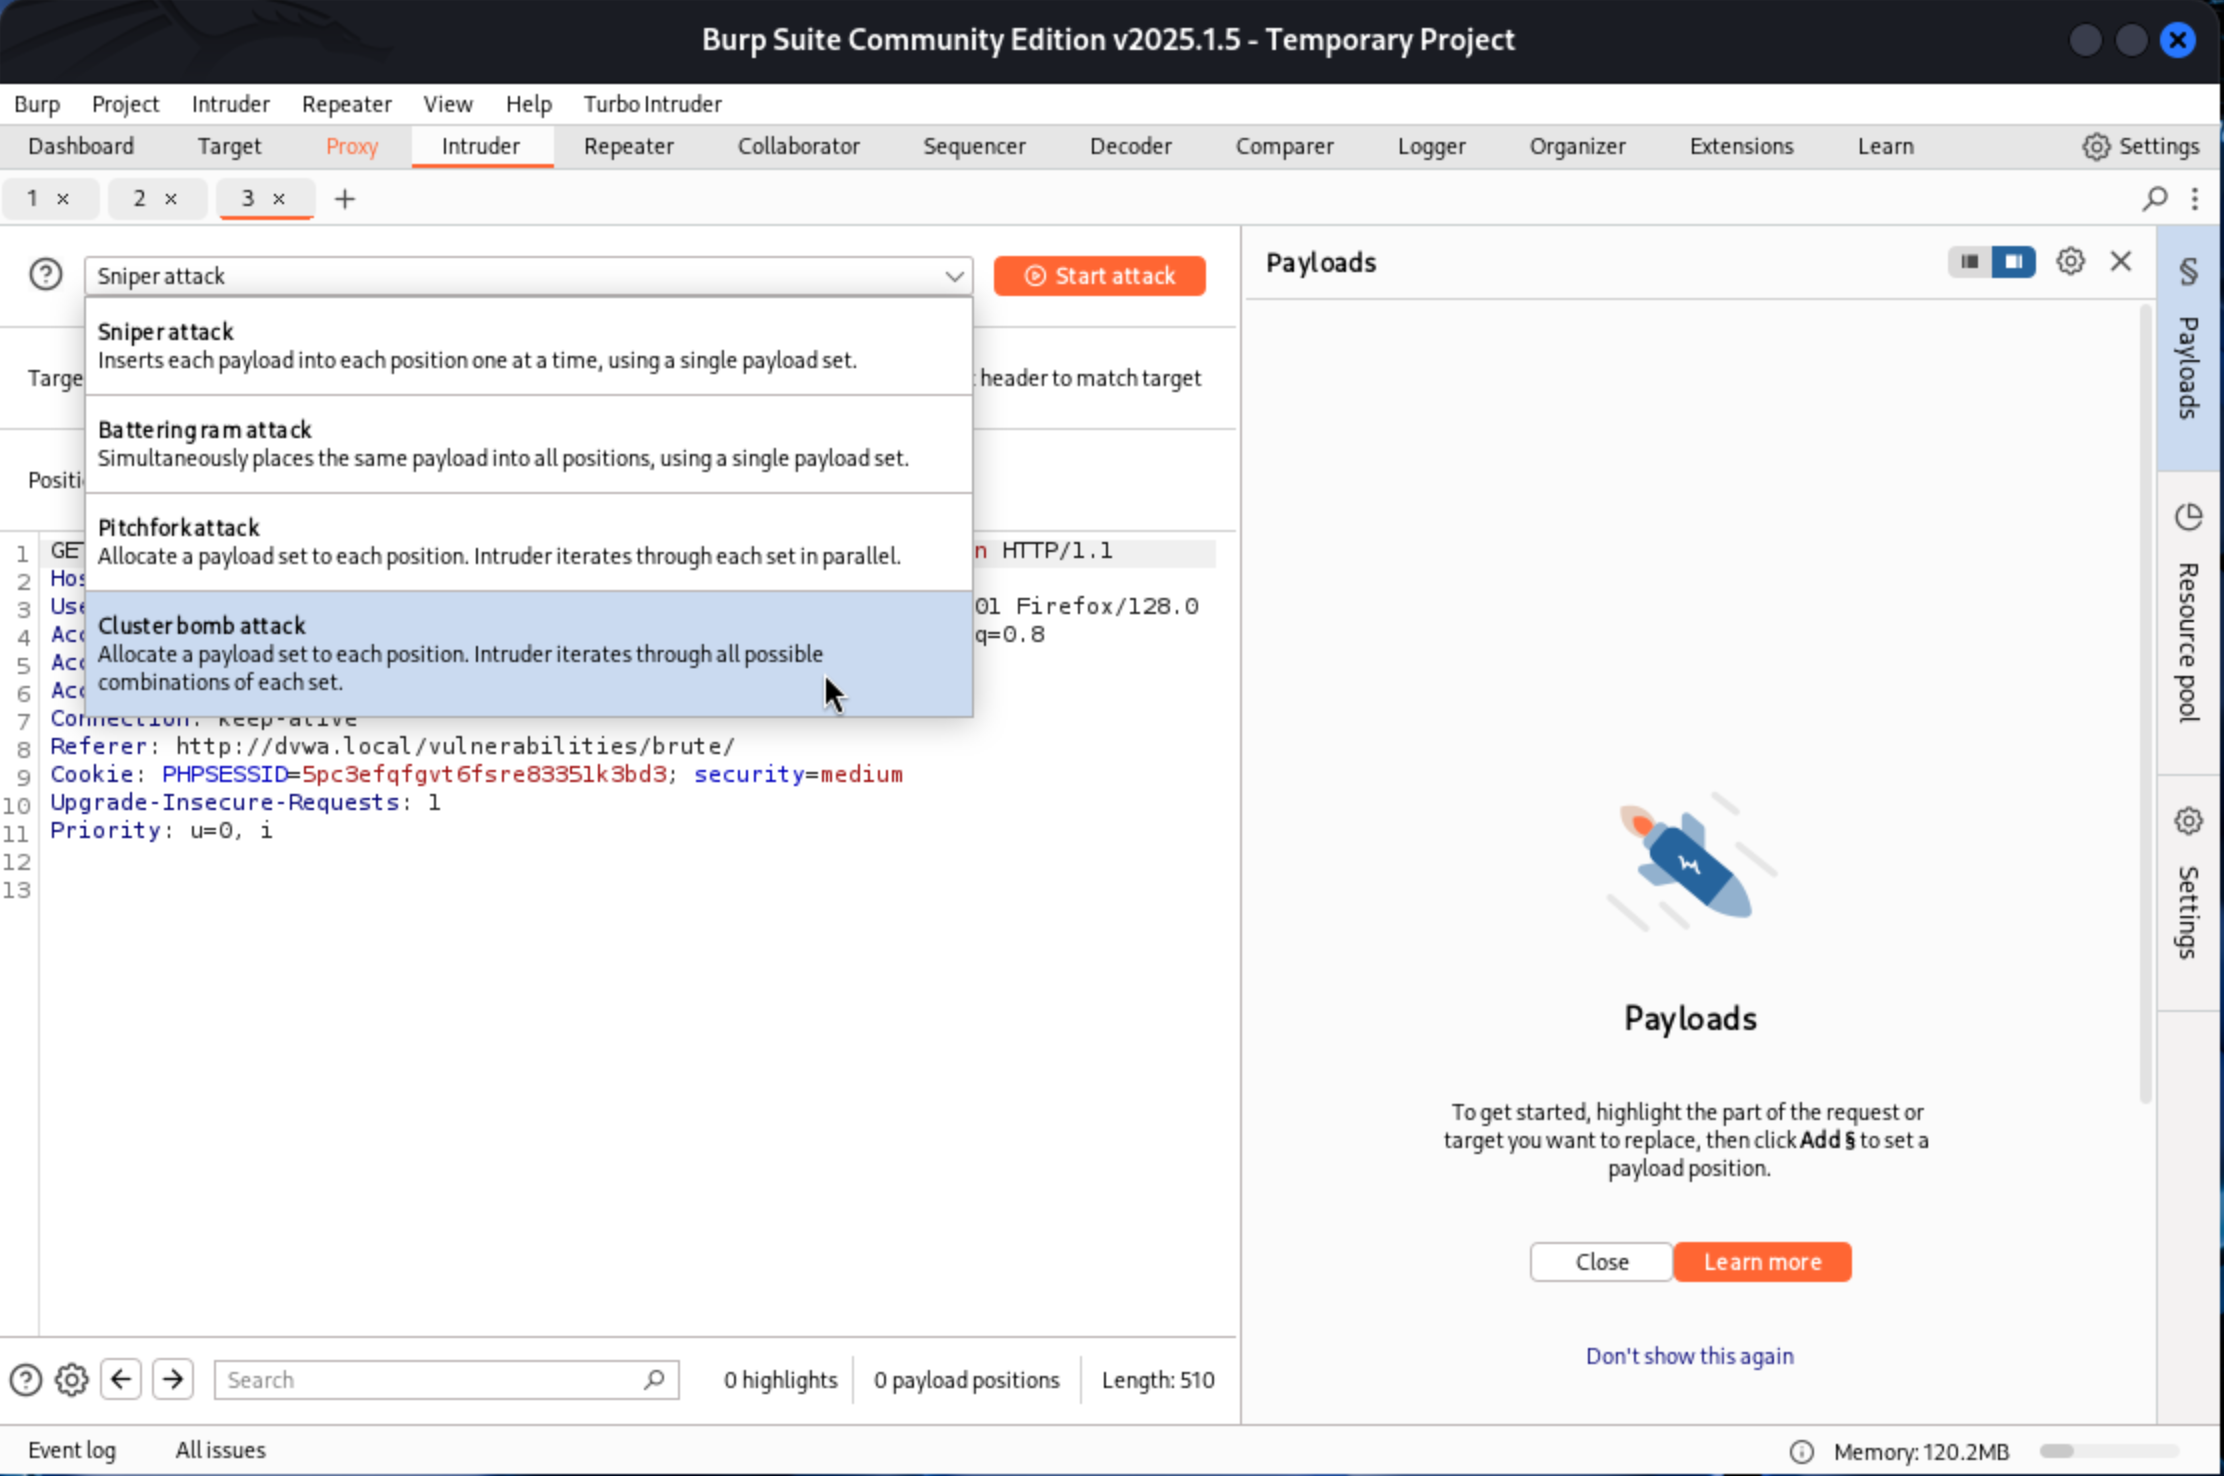 Burp Suite Community Edition v2025.1.5 - Temporary Project
Burp Project Intruder Repeater View Help Turbo Intruder
Dashboard Target Proxy Intruder Repeater Collaborator Sequencer Decoder Comparer Logger Organizer Extensions Learn Settings
1 × 2 × 3 × +
Sniper attack
Start attack
Sniper attack
Inserts each payload into each position one at a time, using a single payload set.
Targe
header to match target
Battering ram attack
Simultaneously places the same payload into all positions, using a single payload set.
Positi
Pitchfork attack
Allocate a payload set to each position. Intruder iterates through each set in parallel.
Cluster bomb attack
Allocate a payload set to each position. Intruder iterates through all possible
combinations of each set.
1 GE n HTTP/1.1
2 Hos
3 Use 01 Firefox/128.0
4 Acc q=0.8
5 Acc
6 Acc
7 Connection: keep-alive
8 Referer: http://dvwa.local/vulnerabilities/brute/
9 Cookie: PHPSESSID=5pc3efqfgvt6fsre8335lk3bd3; security=medium
10 Upgrade-Insecure-Requests: 1
11 Priority: u=0, i
12
13
Search
0 highlights
0 payload positions
Length: 510
Payloads
Payloads
To get started, highlight the part of the request or
target you want to replace, then click Add § to set a
payload position.
Close
Learn more
Don't show this again
§ Payloads
Resource pool
Settings
Event log
All issues
Memory: 120.2MB